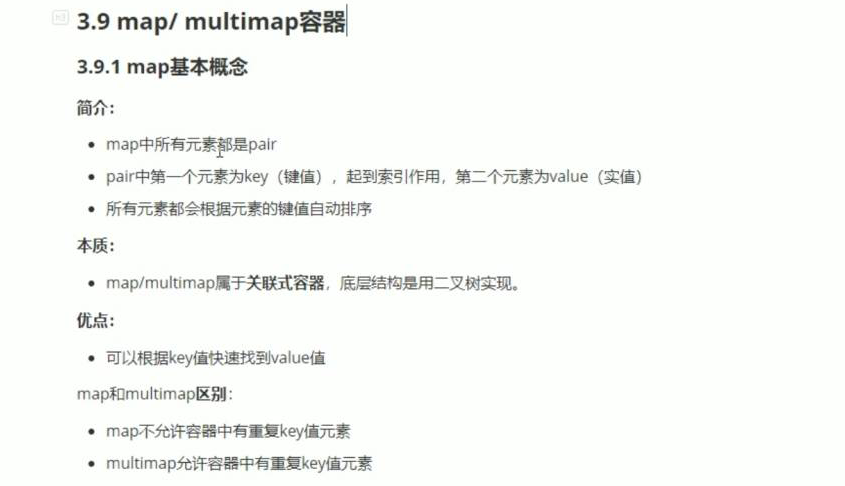 h3
3.9 map/ multimap容器
3.9.1 map基本概念
简介：
map中所有元素都是pair
pair中第一个元素为key（键值），起到索引作用，第二个元素为value（实值）
所有元素都会根据元素的键值自动排序
本质：
map/multimap属于关联式容器，底层结构是用二叉树实现。
优点：
可以根据key值快速找到value值
map和multimap区别：
map不允许容器中有重复key值元素
multimap允许容器中有重复key值元素